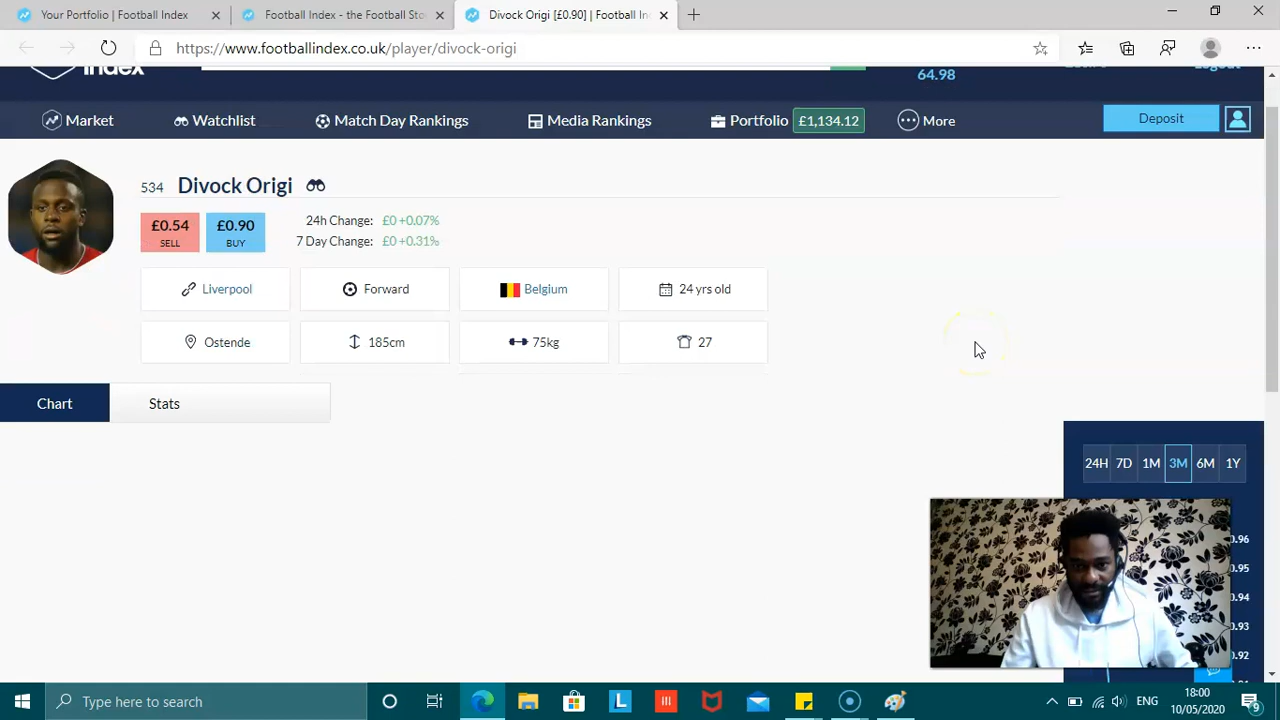 Your Portfolio | Football Index
Football Index - the Football Sto
Divock Origi [£0.90] | Football In
https://www.footballindex.co.uk/player/divock-origi
Index
64.98
Logout
Market
Watchlist
Match Day Rankings
Media Rankings
Portfolio
£1,134.12
More
Deposit
534 Divock Origi
£0.54
SELL
£0.90
BUY
24h Change: £0 +0.07%
7 Day Change: £0 +0.31%
Liverpool
Forward
Belgium
24 yrs old
Ostende
185cm
75kg
27
Chart
Stats
24H 7D 1M 3M 6M 1Y
0.96
0.95
0.94
0.93
0.92
Type here to search
L
ENG
18:00
10/05/2020
9